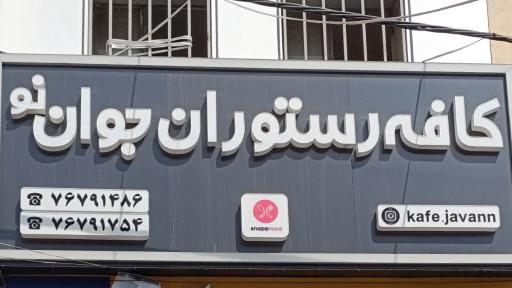 کافه رستوران جوان نو
۷۶۷۹۱۴۸۶
۷۶۷۹۱۷۵۴
snappfood
kafe.javann